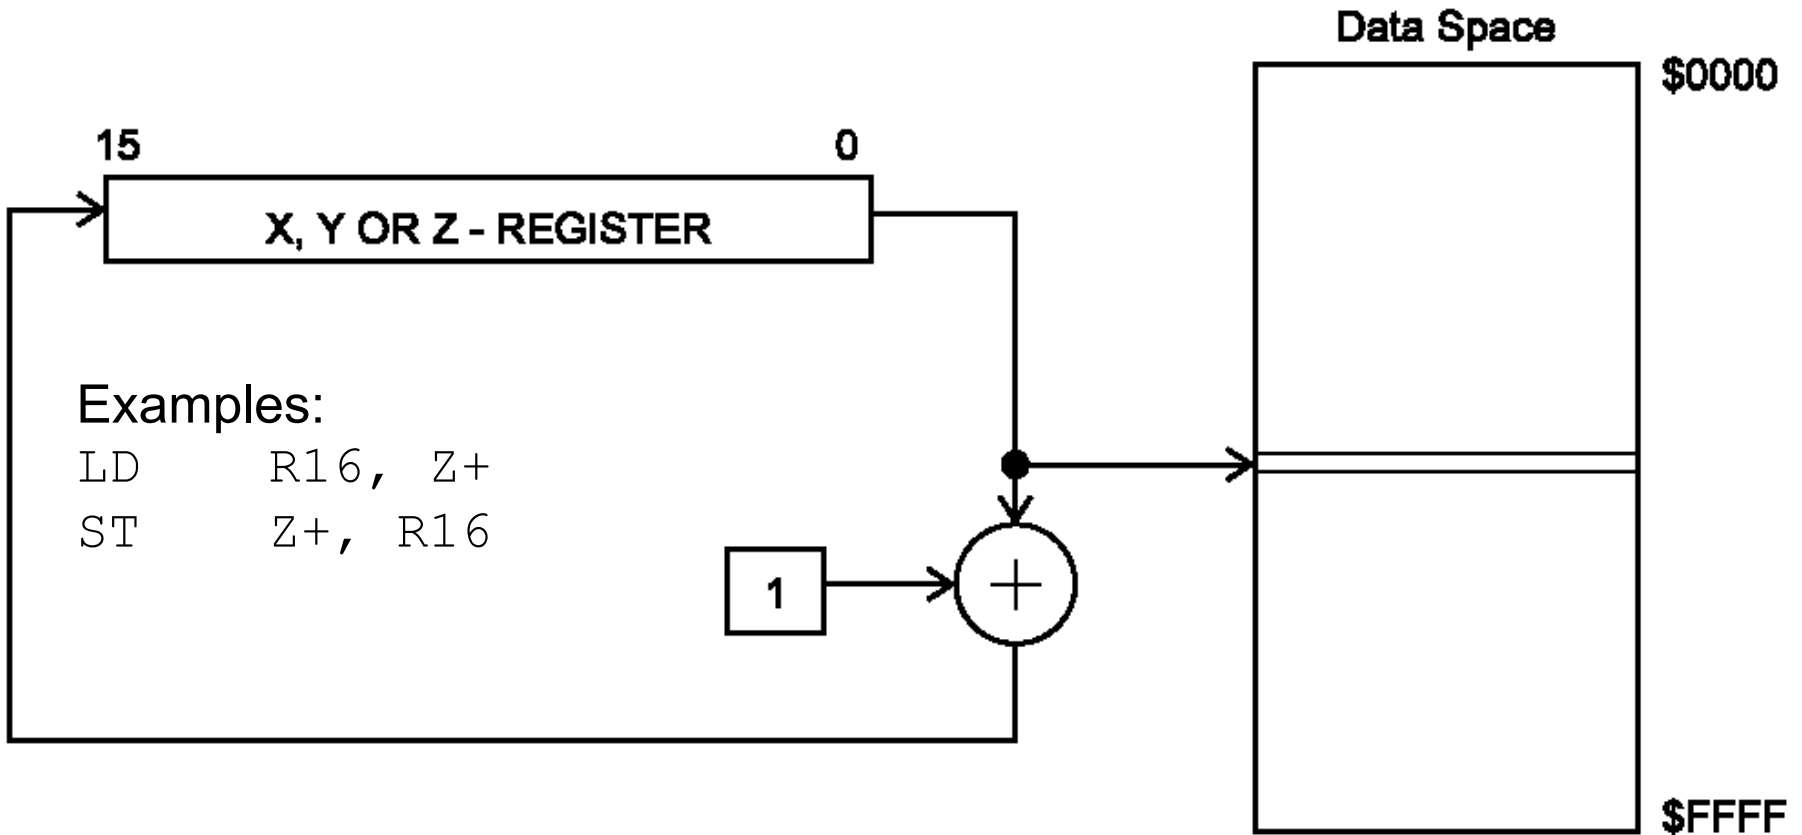 Data Space
$0000
15 0
X, Y OR Z - REGISTER
Examples:
LD R16, Z+
ST Z+, R16
1
+
$FFFF